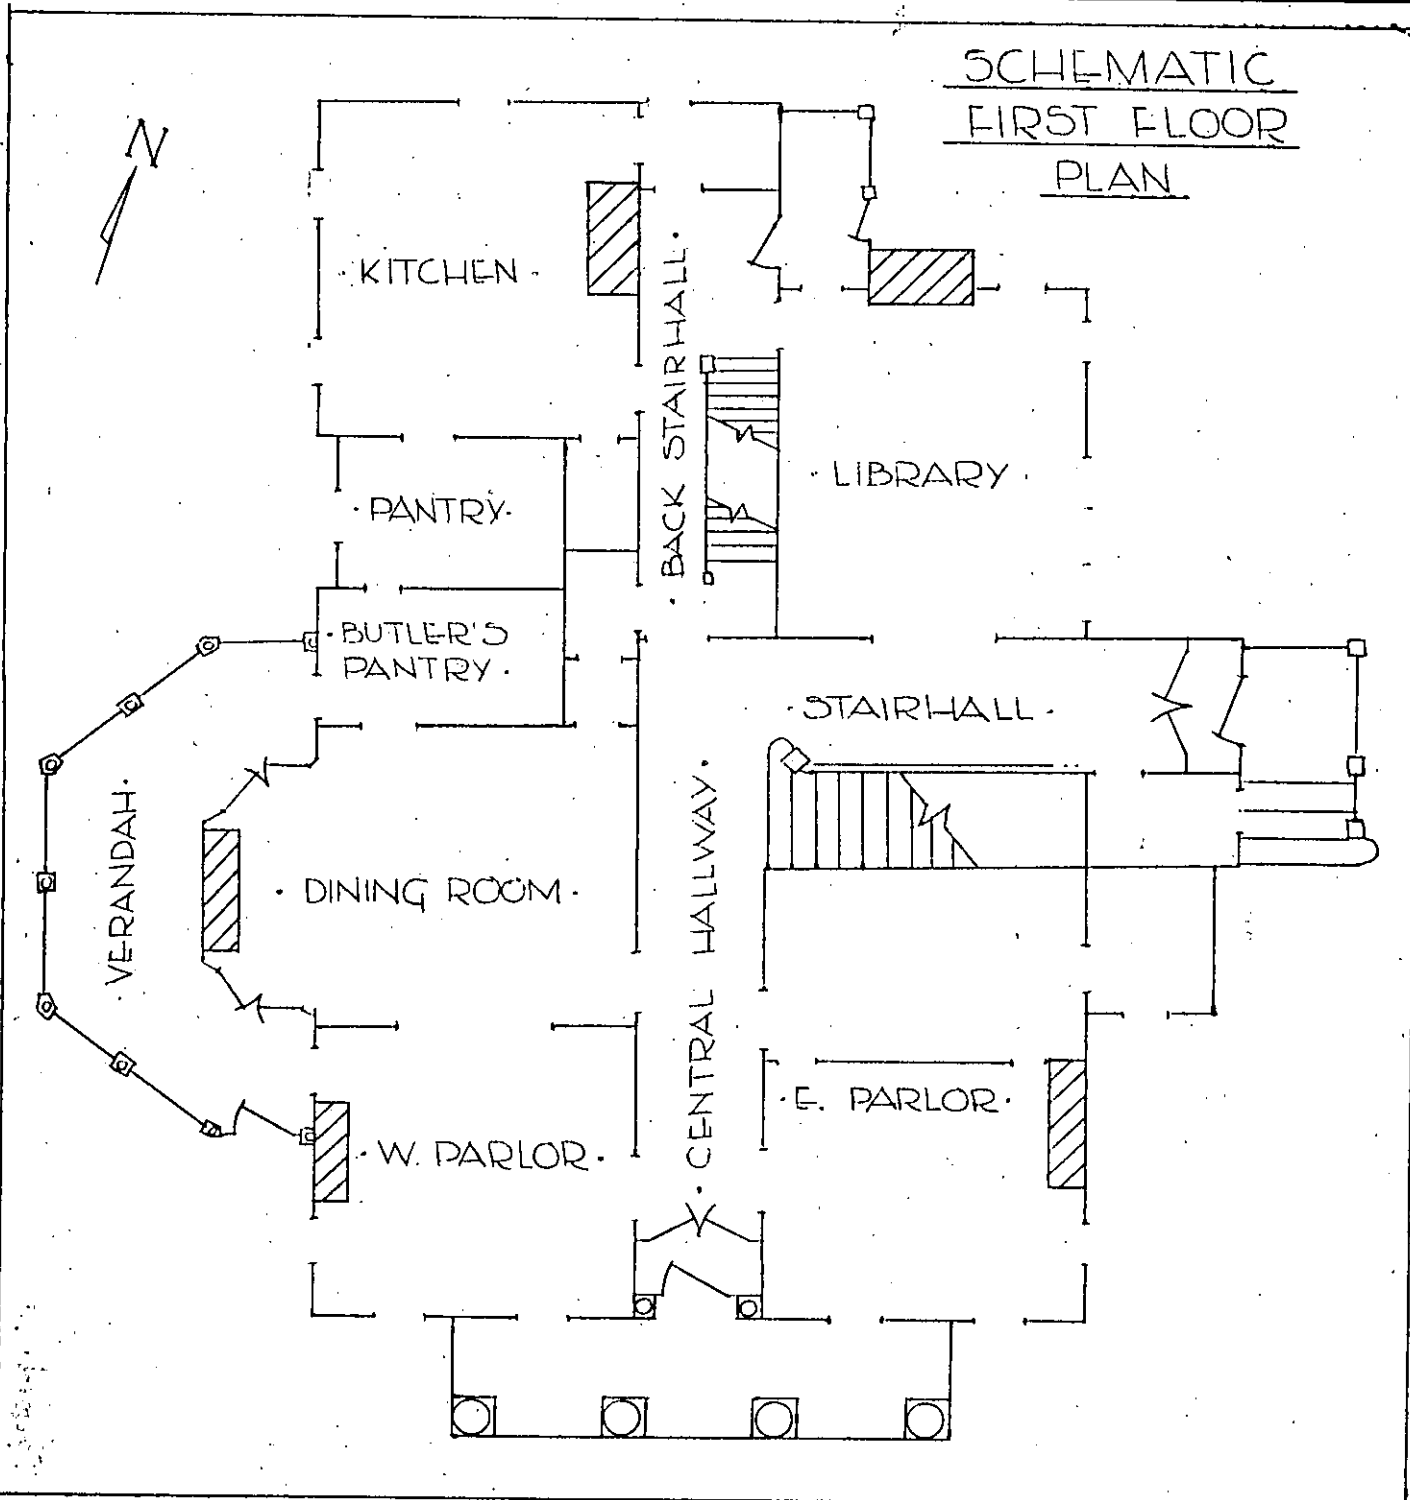 SCHEMATIC
FIRST FLOOR
PLAN
N
· KITCHEN ·
· BACK STAIRHALL ·
· LIBRARY ·
· PANTRY ·
· BUTLER'S
PANTRY ·
· STAIRHALL ·
· VERANDAH ·
· DINING ROOM ·
· CENTRAL HALLWAY ·
· E. PARLOR ·
· W. PARLOR ·